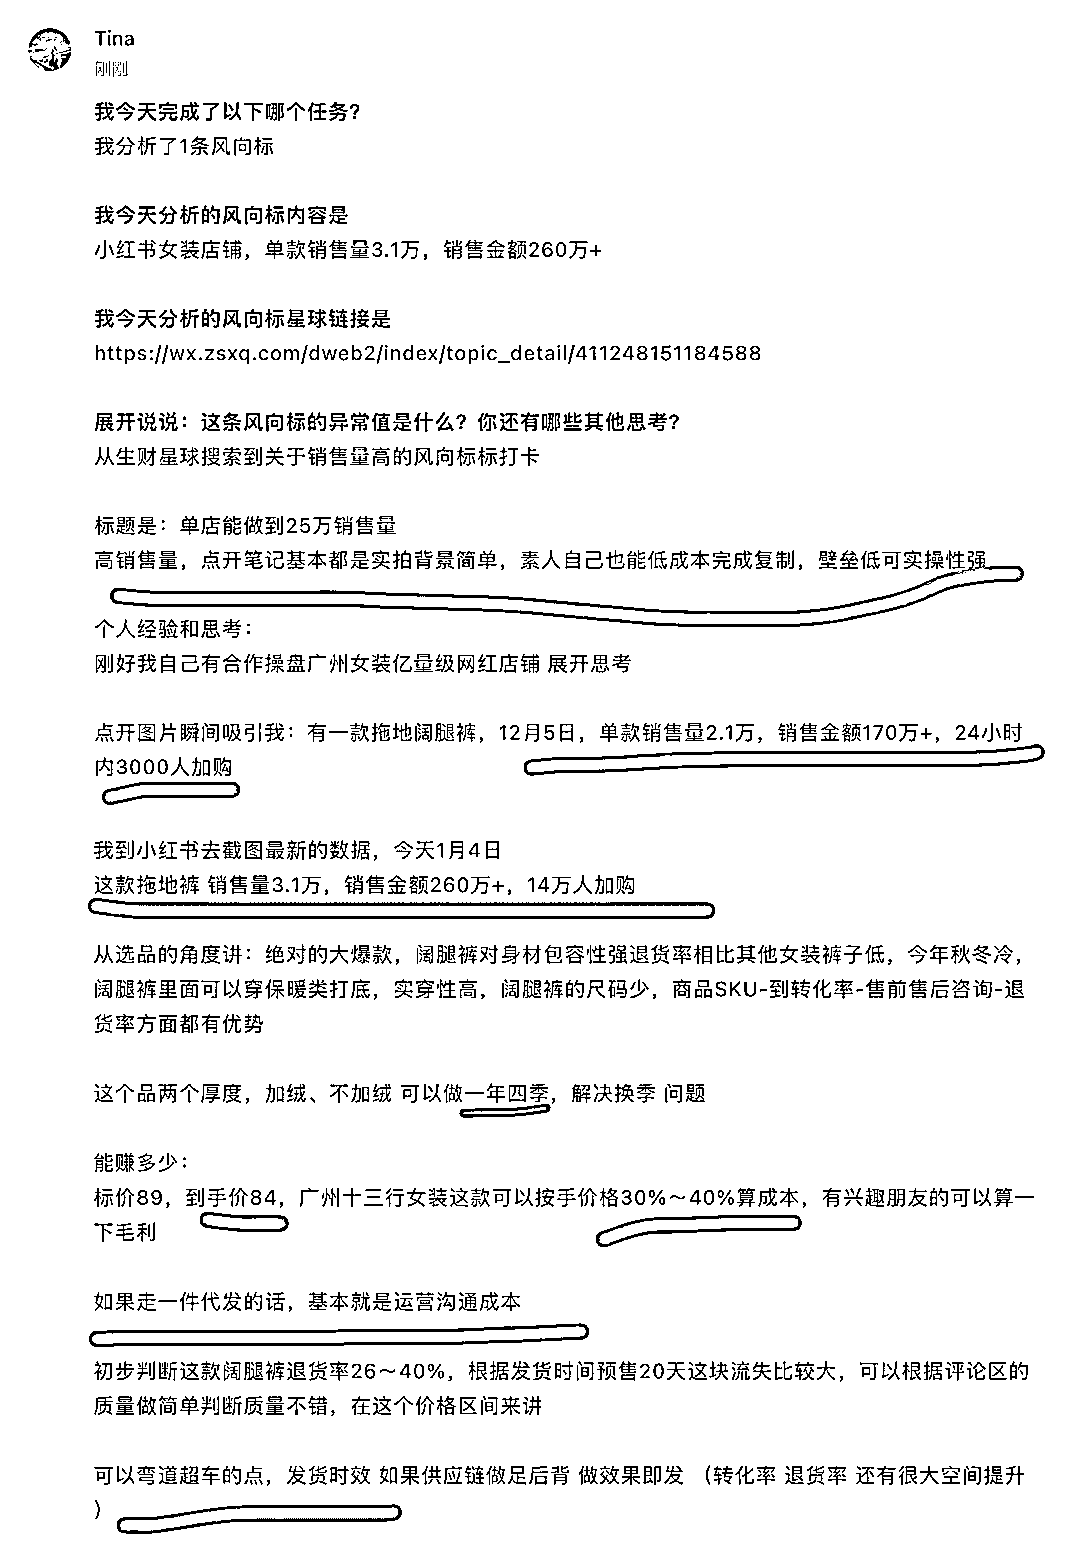 Tina
刚刚
我今天完成了以下哪个任务?
我分析了1条风向标
我今天分析的风向标内容是
小红书女装店铺，单款销售量3.1万，销售金额260万+
我今天分析的风向标星球链接是
https://wx.zsxq.com/dweb2/index/topic_detail/411248151184588
展开说说：这条风向标的异常值是什么？你还有哪些其他思考?
从生财星球搜索到关于销售量高的风向标标打卡
标题是：单店能做到25万销售量
高销售量，点开笔记基本都是实拍背景简单，素人自己也能低成本完成复制，壁垒低可实操性强
个人经验和思考：
刚好我自己有合作操盘广州女装亿量级网红店铺 展开思考
点开图片瞬间吸引我：有一款拖地阔腿裤，12月5日，单款销售量2.1万，销售金额170万+，24小时
内3000人加购
我到小红书去截图最新的数据，今天1月4日
这款拖地裤 销售量3.1万，销售金额260万+，14万人加购
从选品的角度讲：绝对的大爆款，阔腿裤对身材包容性强退货率相比其他女装裤子低，今年秋冬冷，
阔腿裤里面可以穿保暖类打底，实穿性高，阔腿裤的尺码少，商品SKU-到转化率-售前售后咨询-退
货率方面都有优势
这个品两个厚度，加绒、不加绒 可以做一年四季，解决换季 问题
能赚多少：
标价89，到手价84，广州十三行女装这款可以按手价格30%～40%算成本，有兴趣朋友的可以算一
下毛利
如果走一件代发的话，基本就是运营沟通成本
初步判断这款阔腿裤退货率26～40%，根据发货时间预售20天这块流失比较大，可以根据评论区的
质量做简单判断质量不错，在这个价格区间来讲
可以弯道超车的点，发货时效 如果供应链做足后背 做效果即发 （转化率 退货率 还有很大空间提升
）